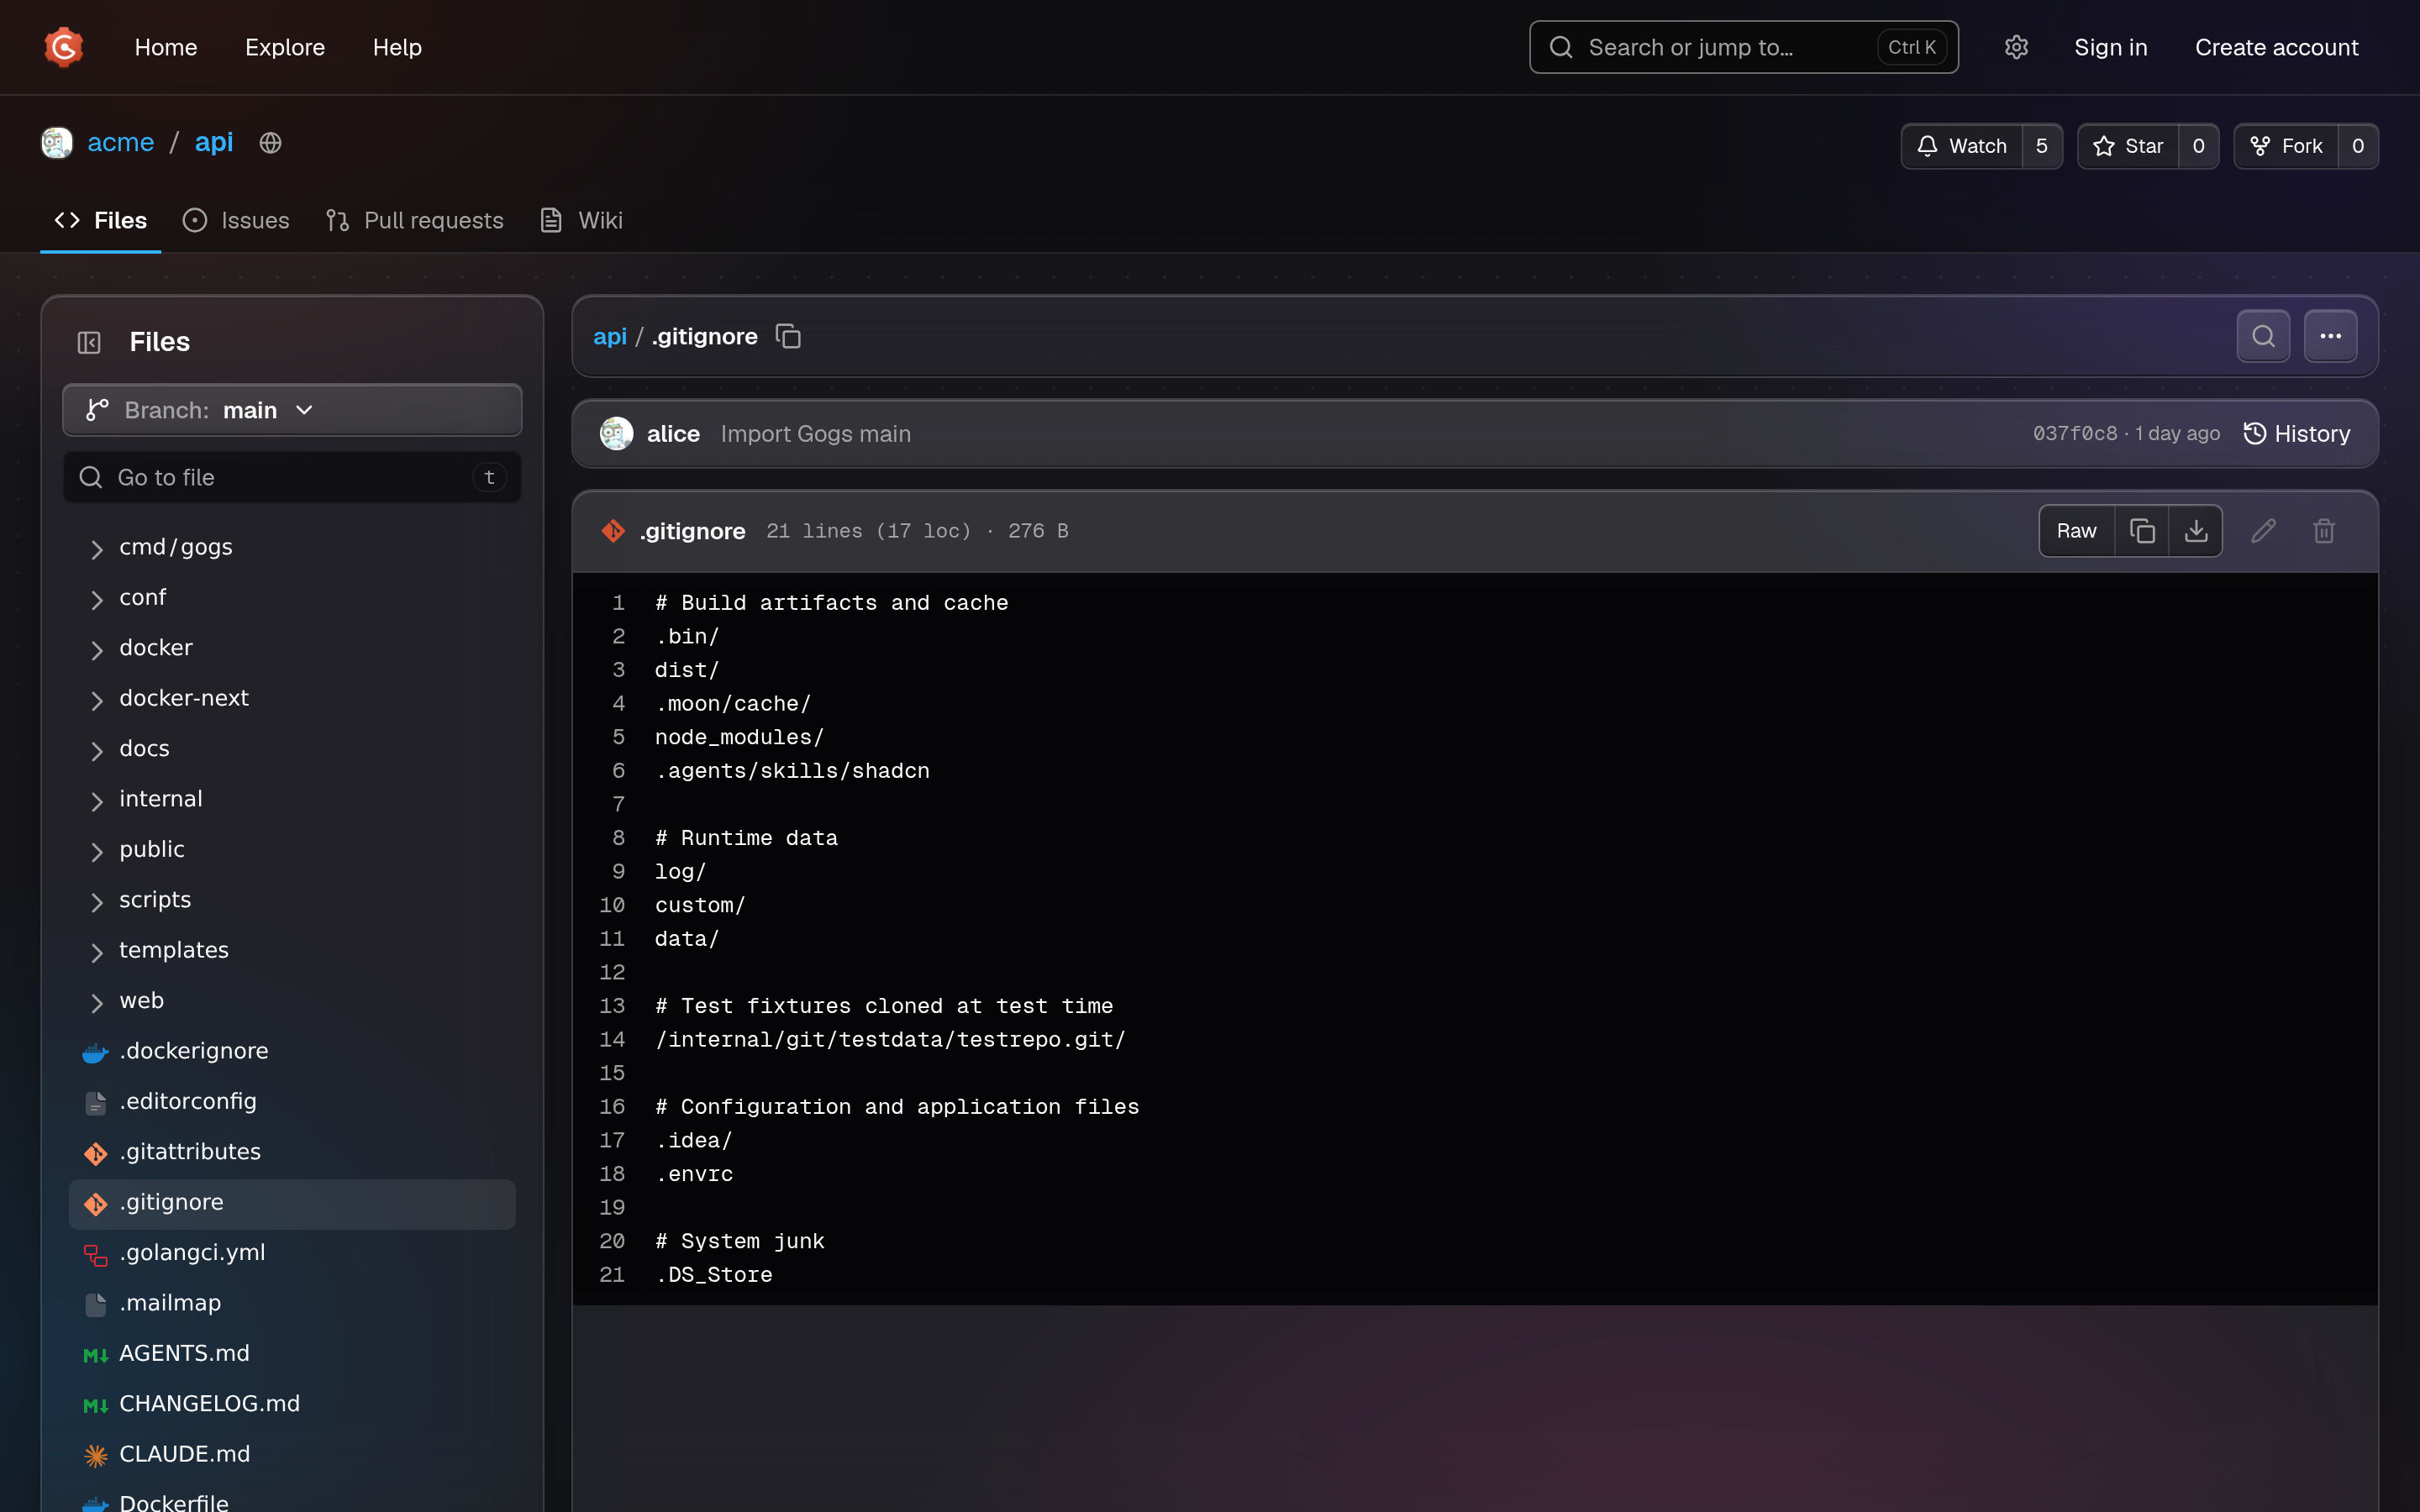 Home Explore Help Search or jump to... Ctrl K Sign in Create account
acme / api Watch 5 Star 0 Fork 0
Files Issues Pull requests Wiki
Files
Branch: main
Go to file t
cmd/gogs
conf
docker
docker-next
docs
internal
public
scripts
templates
web
.dockerignore
.editorconfig
.gitattributes
.gitignore
.golangci.yml
.mailmap
AGENTS.md
CHANGELOG.md
CLAUDE.md
Dockerfile
api / .gitignore
alice Import Gogs main 037f0c8 · 1 day ago History
.gitignore 21 lines (17 loc) · 276 B Raw
1 # Build artifacts and cache
2 .bin/
3 dist/
4 .moon/cache/
5 node_modules/
6 .agents/skills/shadcn
7
8 # Runtime data
9 log/
10 custom/
11 data/
12
13 # Test fixtures cloned at test time
14 /internal/git/testdata/testrepo.git/
15
16 # Configuration and application files
17 .idea/
18 .envrc
19
20 # System junk
21 .DS_Store